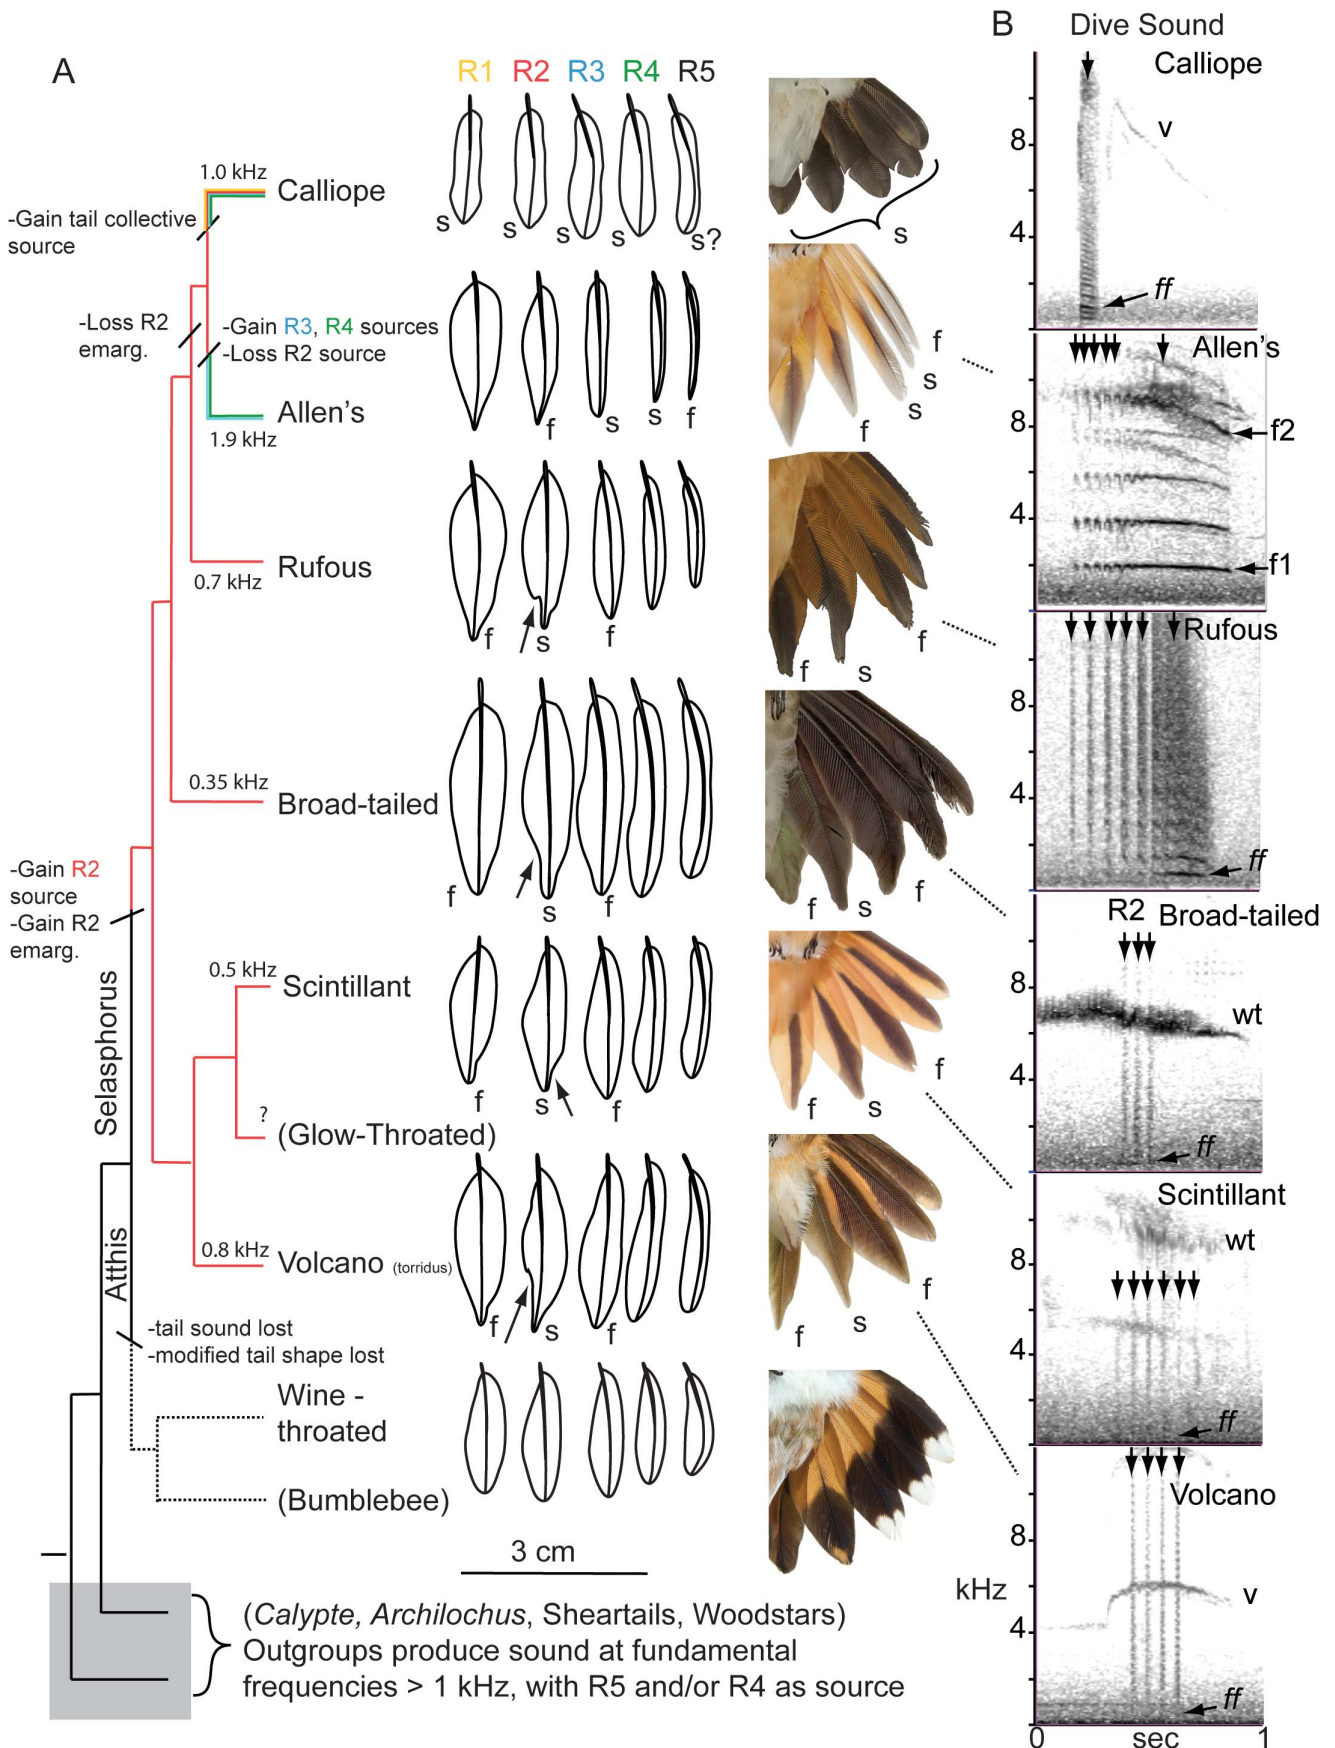 A
R1 R2 R3 R4 R5
B
Dive Sound
1.0 kHz
Calliope
-Gain tail collective
source
s s s s s?
s
-Loss R2
emarg.
-Gain R3, R4 sources
-Loss R2 source
Allen's
1.9 kHz
f s s f
f s s f
Rufous
0.7 kHz
f s f
f s f
0.35 kHz
Broad-tailed
f s f
f s f
-Gain R2
source
-Gain R2
emarg.
Selasphorus
0.5 kHz
Scintillant
f s f
f s f
?
(Glow-Throated)
Atthis
0.8 kHz
Volcano (torridus)
f s f
f s f
-tail sound lost
-modified tail shape lost
Wine -
throated
(Bumblebee)
3 cm
(Calypte, Archilochus, Sheartails, Woodstars)
Outgroups produce sound at fundamental
frequencies > 1 kHz, with R5 and/or R4 as source
Calliope
8
v
4
ff
Allen's
8
f2
4
f1
Rufous
8
4
ff
R2 Broad-tailed
8
wt
4
ff
Scintillant
8
wt
4
ff
Volcano
8
kHz
4
v
ff
0 sec 1